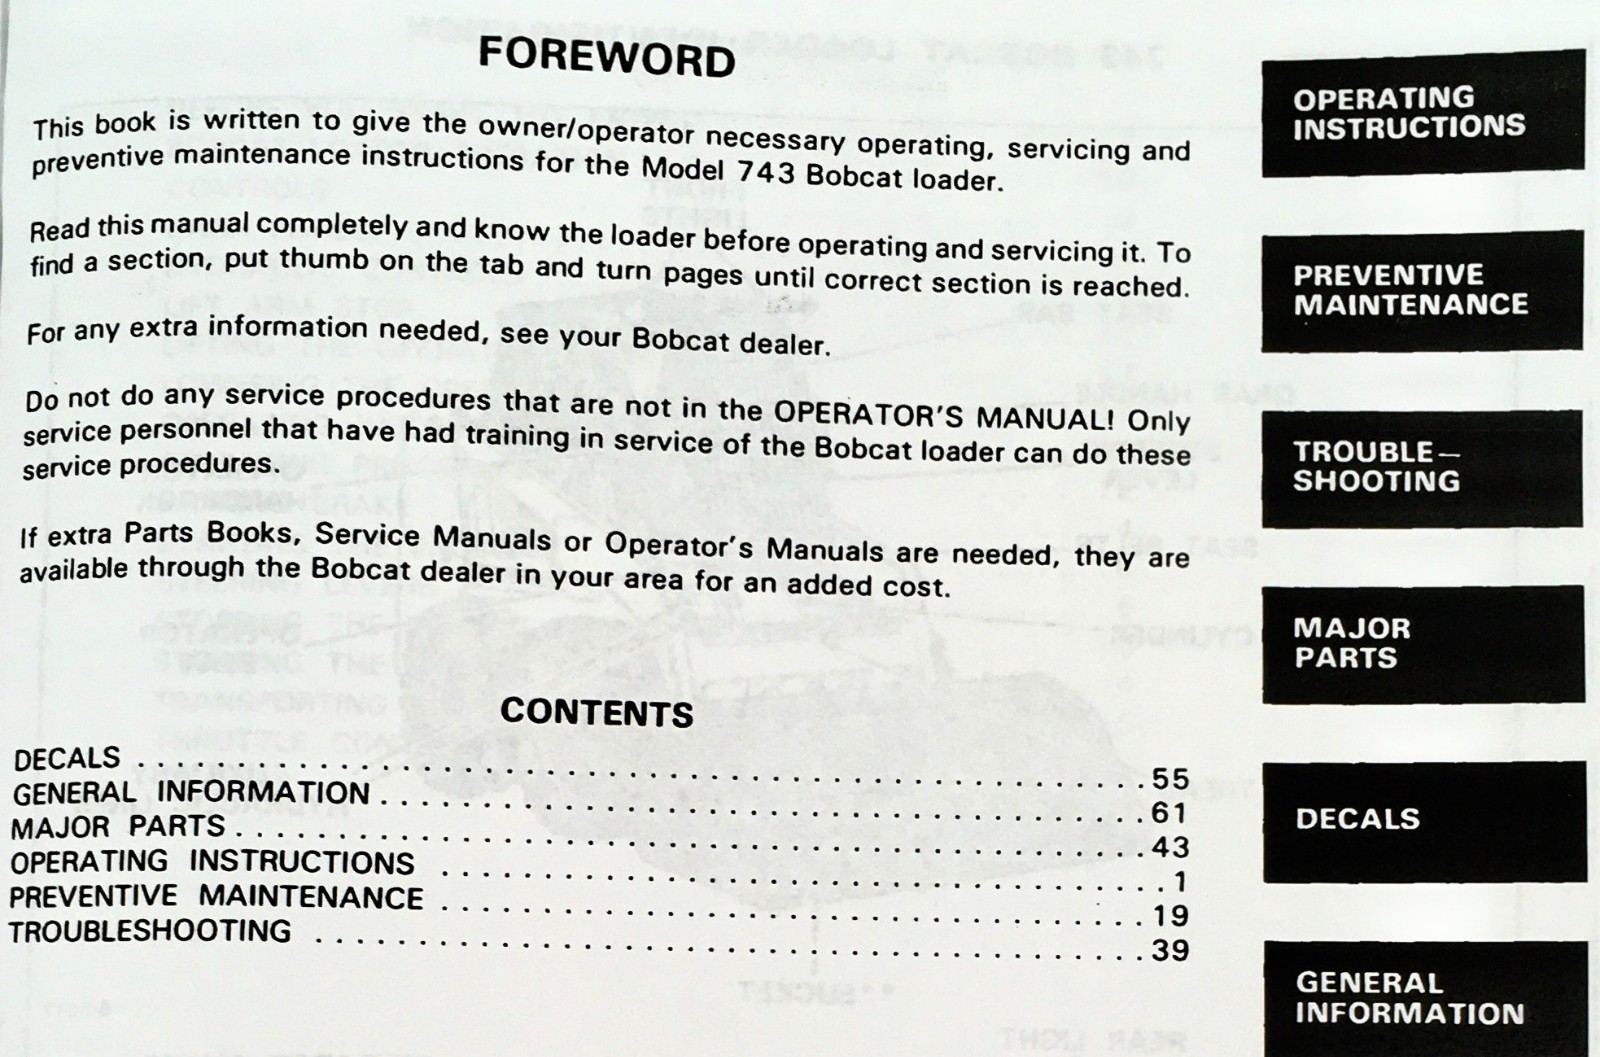 FOREWORD
This book is written to give the owner/operator necessary operating, servicing and
preventive maintenance instructions for the Model 743 Bobcat loader.
Read this manual completely and know the loader before operating and servicing it. To
find a section, put thumb on the tab and turn pages until correct section is reached.
For any extra information needed, see your Bobcat dealer.
Do not do any service procedures that are not in the OPERATOR'S MANUAL! Only
service personnel that have had training in service of the Bobcat loader can do these
service procedures.
If extra Parts Books, Service Manuals or Operator's Manuals are needed, they are
available through the Bobcat dealer in your area for an added cost.
CONTENTS
DECALS . . . . . . . . . . . . . . . . . . . . . . . . . . . . . . 55
GENERAL INFORMATION . . . . . . . . . . . . . . . . . . . . 61
MAJOR PARTS . . . . . . . . . . . . . . . . . . . . . . . . . . 43
OPERATING INSTRUCTIONS . . . . . . . . . . . . . . . . . . 1
PREVENTIVE MAINTENANCE . . . . . . . . . . . . . . . . . . 19
TROUBLESHOOTING . . . . . . . . . . . . . . . . . . . . . . . 39
OPERATING
INSTRUCTIONS
PREVENTIVE
MAINTENANCE
TROUBLE–
SHOOTING
MAJOR
PARTS
DECALS
GENERAL
INFORMATION